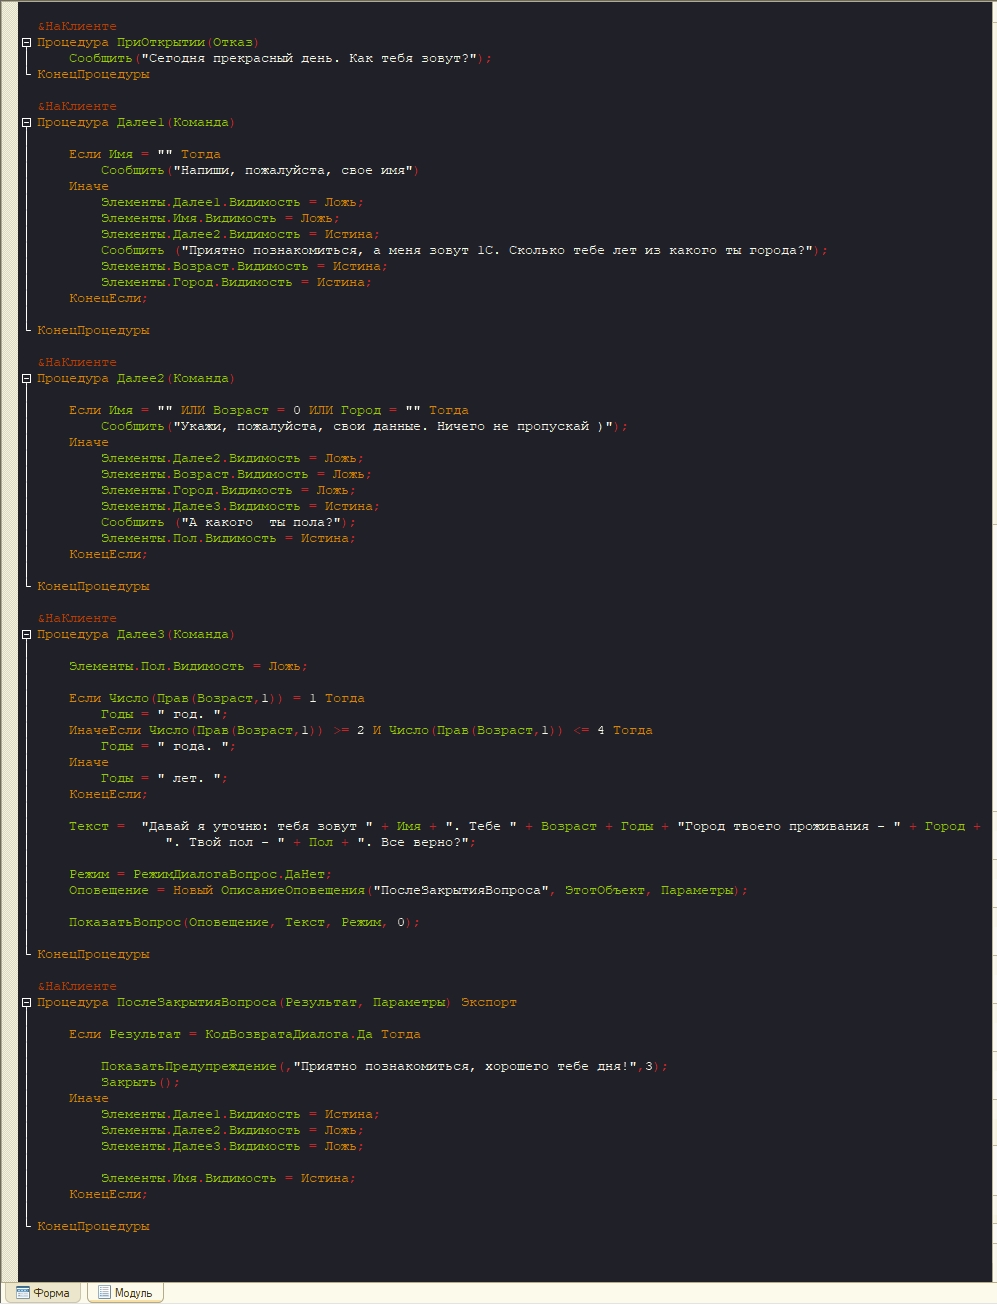 &НаКлиенте
Процедура ПриОткрытии(Отказ)
    Сообщить("Сегодня прекрасный день. Как тебя зовут?");
КонецПроцедуры

&НаКлиенте
Процедура Далее1(Команда)

    Если Имя = "" Тогда
        Сообщить("Напиши, пожалуйста, свое имя")
    Иначе
        Элементы.Далее1.Видимость = Ложь;
        Элементы.Имя.Видимость = Ложь;
        Элементы.Далее2.Видимость = Истина;
        Сообщить ("Приятно познакомиться, а меня зовут 1С. Сколько тебе лет из какого ты города?");
        Элементы.Возраст.Видимость = Истина;
        Элементы.Город.Видимость = Истина;
    КонецЕсли;

КонецПроцедуры

&НаКлиенте
Процедура Далее2(Команда)

    Если Имя = "" ИЛИ Возраст = 0 ИЛИ Город = "" Тогда
        Сообщить("Укажи, пожалуйста, свои данные. Ничего не пропускай )");
    Иначе
        Элементы.Далее2.Видимость = Ложь;
        Элементы.Возраст.Видимость = Ложь;
        Элементы.Город.Видимость = Ложь;
        Элементы.Далее3.Видимость = Истина;
        Сообщить ("А какого  ты пола?");
        Элементы.Пол.Видимость = Истина;
    КонецЕсли;

КонецПроцедуры

&НаКлиенте
Процедура Далее3(Команда)

    Элементы.Пол.Видимость = Ложь;

    Если Число(Прав(Возраст,1)) = 1 Тогда
        Годы = " год. ";
    ИначеЕсли Число(Прав(Возраст,1)) >= 2 И Число(Прав(Возраст,1)) <= 4 Тогда
        Годы = " года. ";
    Иначе
        Годы = " лет. ";
    КонецЕсли;

    Текст =  "Давай я уточню: тебя зовут " + Имя + ". Тебе " + Возраст + Годы + "Город твоего проживания - " + Город +
                ". Твой пол - " + Пол + ". Все верно?";

    Режим = РежимДиалогаВопрос.ДаНет;
    Оповещение = Новый ОписаниеОповещения("ПослеЗакрытияВопроса", ЭтотОбъект, Параметры);

    ПоказатьВопрос(Оповещение, Текст, Режим, 0);

КонецПроцедуры

&НаКлиенте
Процедура ПослеЗакрытияВопроса(Результат, Параметры) Экспорт

    Если Результат = КодВозвратаДиалога.Да Тогда

        ПоказатьПредупреждение(,"Приятно познакомиться, хорошего тебе дня!",3);
        Закрыть();
    Иначе
        Элементы.Далее1.Видимость = Истина;
        Элементы.Далее2.Видимость = Ложь;
        Элементы.Далее3.Видимость = Ложь;

        Элементы.Имя.Видимость = Истина;
    КонецЕсли;

КонецПроцедуры

Форма Модуль